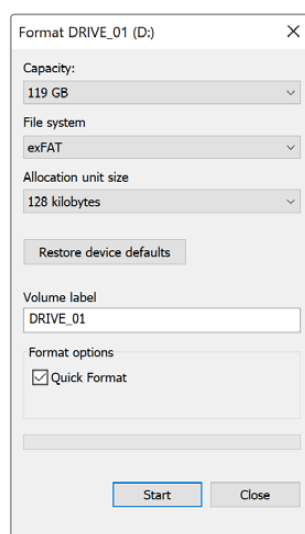 Format DRIVE_01 (D:)
Capacity:
119 GB
File system
exFAT
Allocation unit size
128 kilobytes
Restore device defaults
Volume label
DRIVE_01
Format options
Quick Format
Start Close